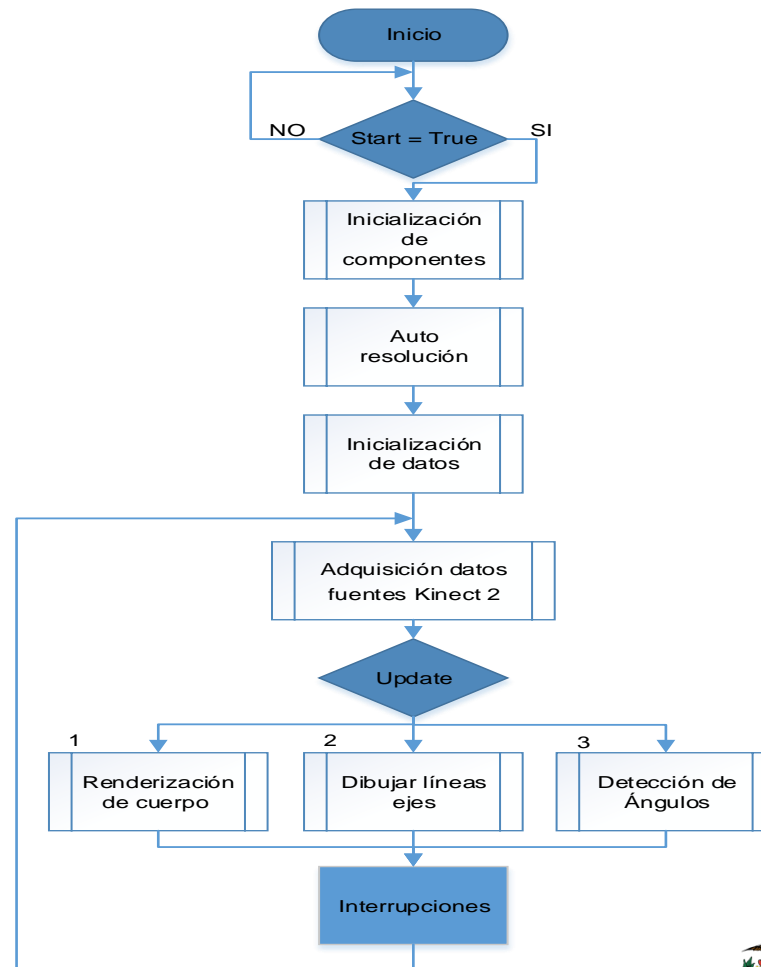 Inicio
NO
Start = True
SI
Inicialización
de
componentes
Auto
resolución
Inicialización
de datos
Adquisición datos
fuentes Kinect 2
Update
1
2
3
Renderización
de cuerpo
Dibujar líneas
ejes
Detección de
Ángulos
Interrupciones